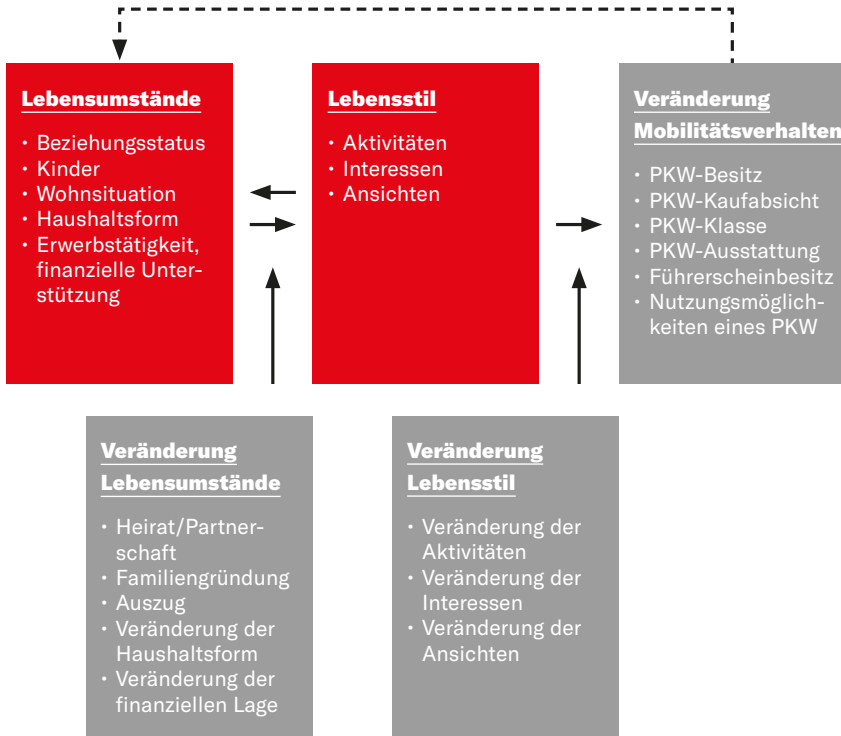 Lebensumstände
· Beziehungsstatus
· Kinder
· Wohnsituation
· Haushaltsform
· Erwerbstätigkeit,
finanzielle Unter-
stützung
Lebensstil
· Aktivitäten
· Interessen
· Ansichten
Veränderung
Mobilitätsverhalten
· PKW-Besitz
· PKW-Kaufabsicht
· PKW-Klasse
· PKW-Ausstattung
· Führerscheinbesitz
· Nutzungsmöglich-
keiten eines PKW
Veränderung
Lebensumstände
· Heirat/Partner-
schaft
· Familiengründung
· Auszug
· Veränderung der
Haushaltsform
· Veränderung der
finanziellen Lage
Veränderung
Lebensstil
· Veränderung der
Aktivitäten
· Veränderung der
Interessen
· Veränderung der
Ansichten